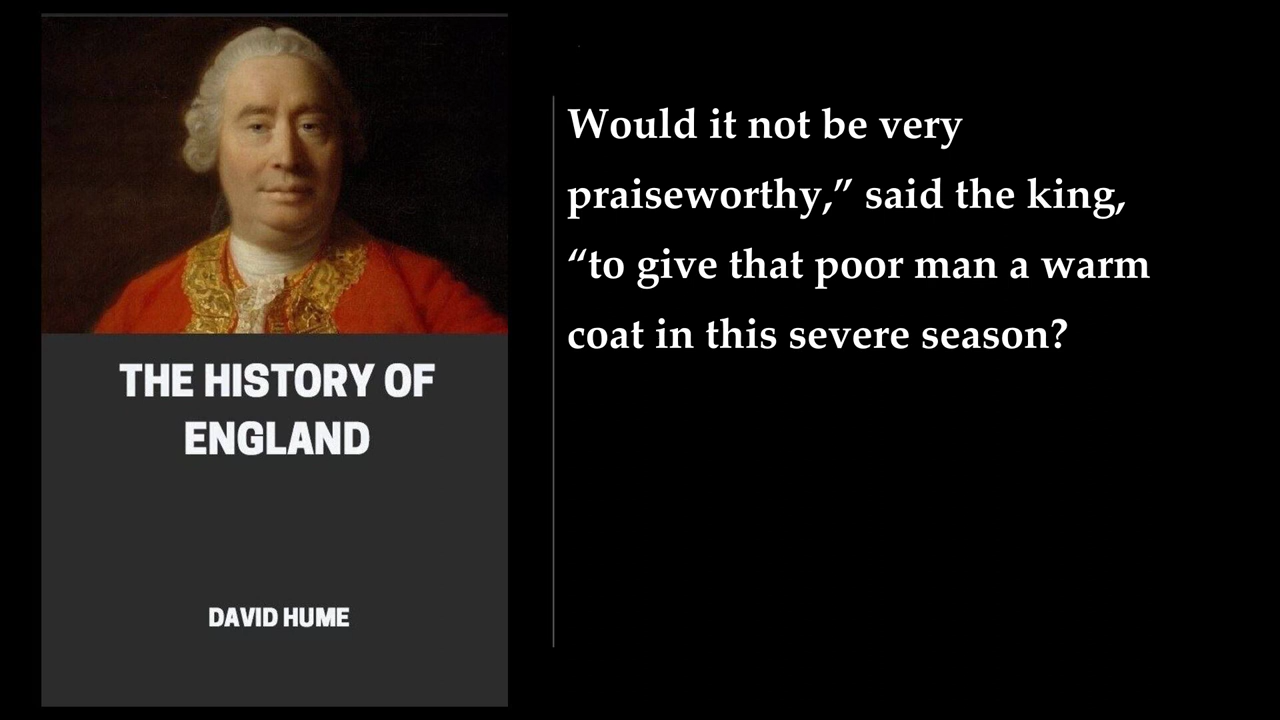 THE HISTORY OF
ENGLAND
DAVID HUME
Would it not be very
praiseworthy,” said the king,
“to give that poor man a warm
coat in this severe season?